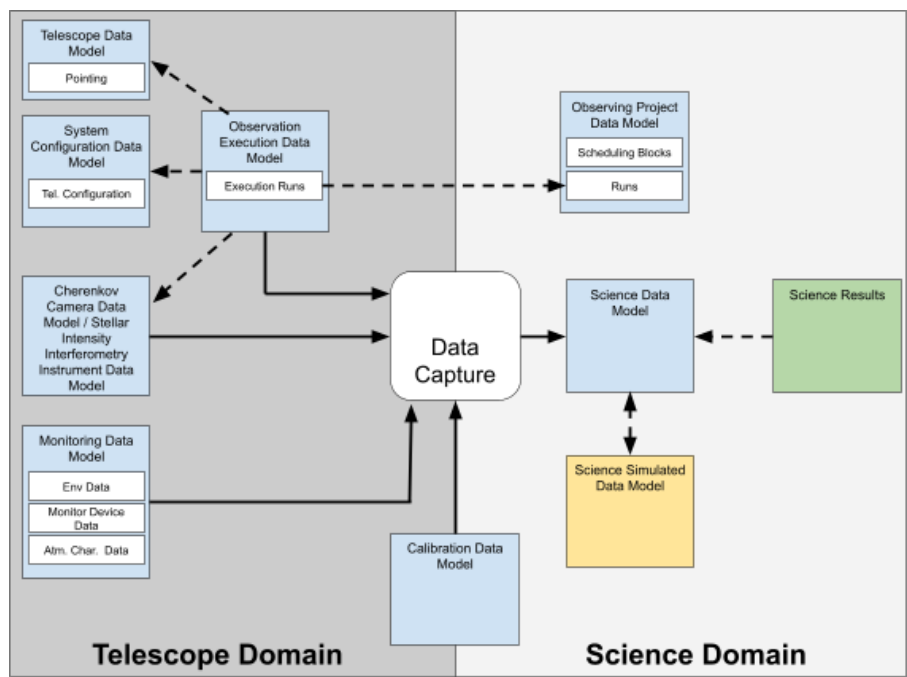 Telescope Data
Model
Pointing
System
Configuration Data
Model
Tel. Configuration
Observation
Execution Data
Model
Execution Runs
Observing Project
Data Model
Scheduling Blocks
Runs
Cherenkov
Camera Data
Model / Stellar
Intensity
Interferometry
Instrument Data
Model
Data
Capture
Science Data
Model
Science Results
Monitoring Data
Model
Env Data
Monitor Device
Data
Atm. Char. Data
Calibration Data
Model
Science Simulated
Data Model
Telescope Domain
Science Domain